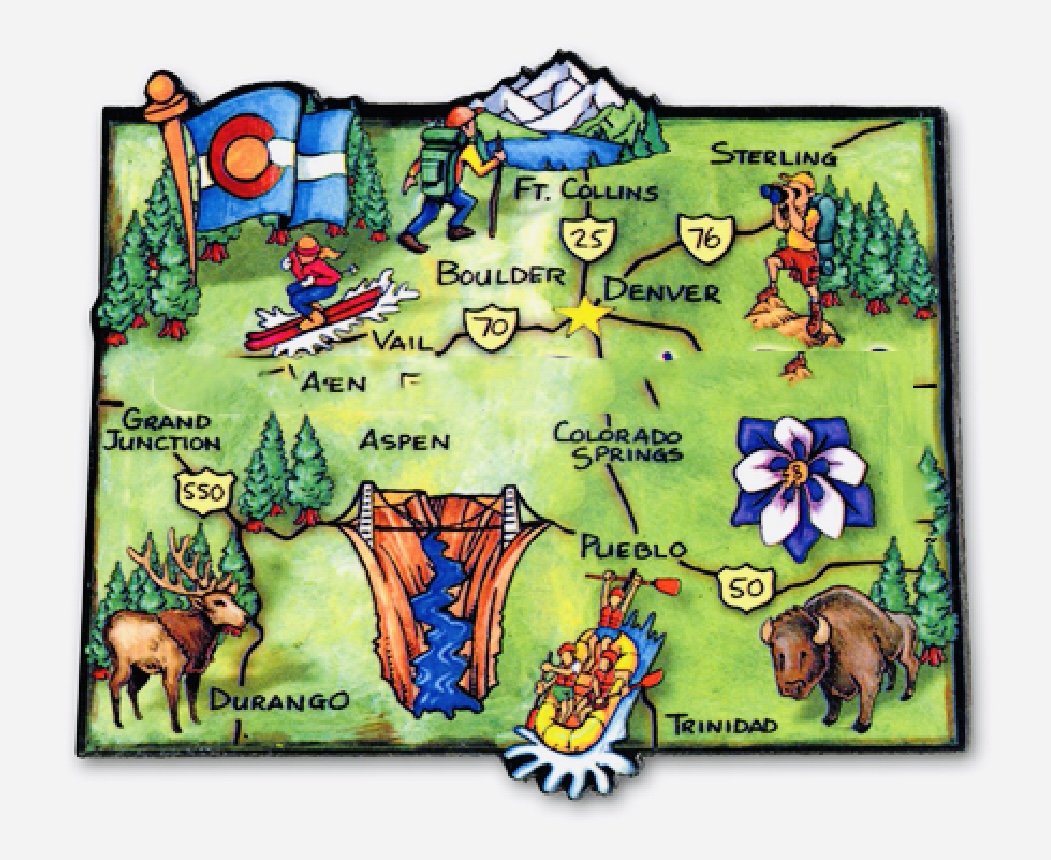 STERLING
FT. COLLINS
25
76
BOULDER
DENVER
70
VAIL
GRAND
JUNCTION
ASPEN
COLORADO
SPRINGS
550
PUEBLO
50
DURANGO
TRINIDAD